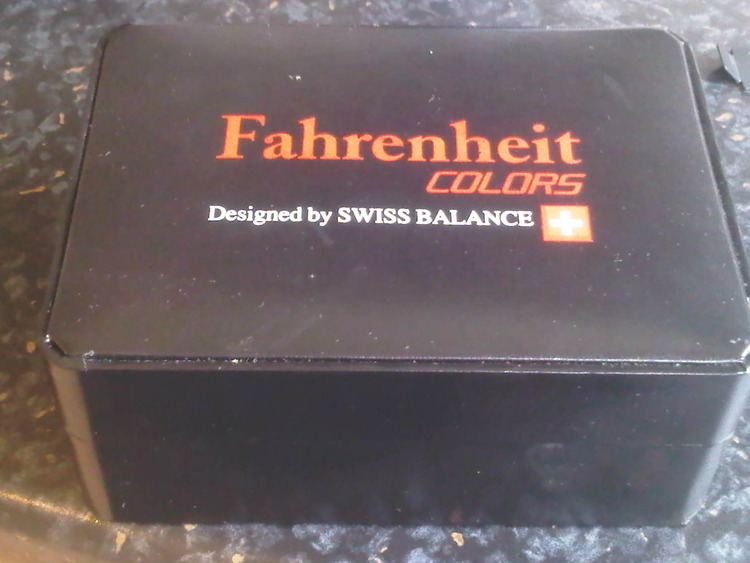 Fahrenheit
COLORS
Designed by SWISS BALANCE